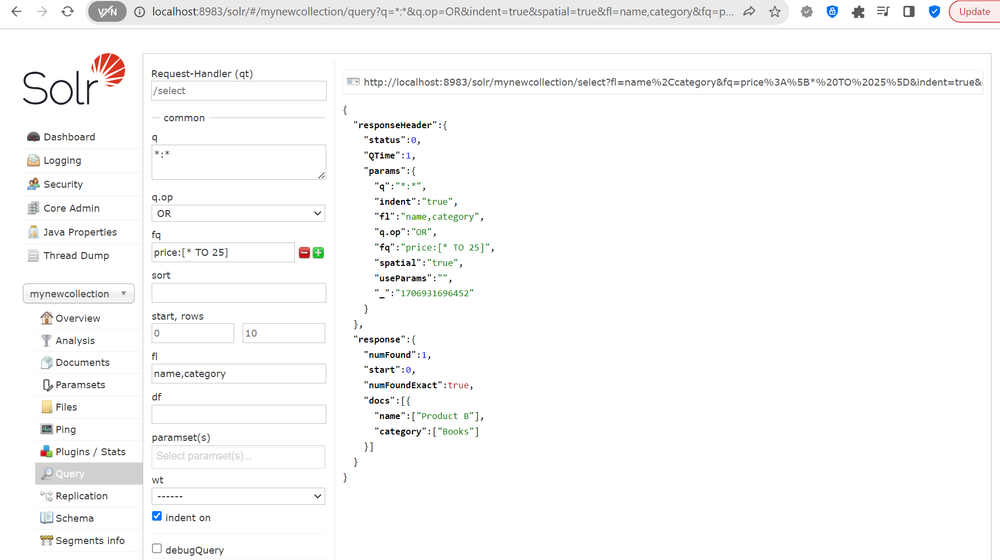 VPN
localhost:8983/solr/#/mynewcollection/query?q=*:*&q.op=OR&indent=true&spatial=true&fl=name,category&fq=p...
Update
Solr
Dashboard
Logging
Security
Core Admin
Java Properties
Thread Dump
mynewcollection
Overview
Analysis
Documents
Paramsets
Files
Ping
Plugins / Stats
Query
Replication
Schema
Segments info
Request-Handler (qt)
/select
common
q
*:*
q.op
OR
fq
price:[* TO 25]
sort
start, rows
0 10
fl
name,category
df
paramset(s)
Select paramset(s)...
wt
------
indent on
debugQuery
http://localhost:8983/solr/mynewcollection/select?fl=name%2Ccategory&fq=price%3A%5B*%20TO%2025%5D&indent=true&
{
"responseHeader":{
"status":0,
"QTime":1,
"params":{
"q":"*:*",
"indent":"true",
"fl":"name,category",
"q.op":"OR",
"fq":"price:[* TO 25]",
"spatial":"true",
"useParams":"",
"_":"1706931696452"
}
},
"response":{
"numFound":1,
"start":0,
"numFoundExact":true,
"docs":[{
"name":["Product B"],
"category":["Books"]
}]
}
}